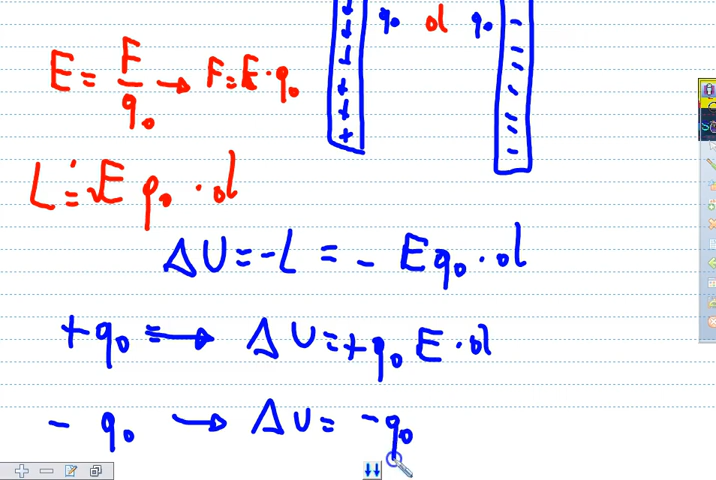 q₀ d q₀
E = F/q₀ → F = E · q₀
L = E q₀ · d
ΔU = -L = - E q₀ · d
+ q₀ ⟹ ΔU = + q₀ E · d
- q₀ → ΔU = - q₀